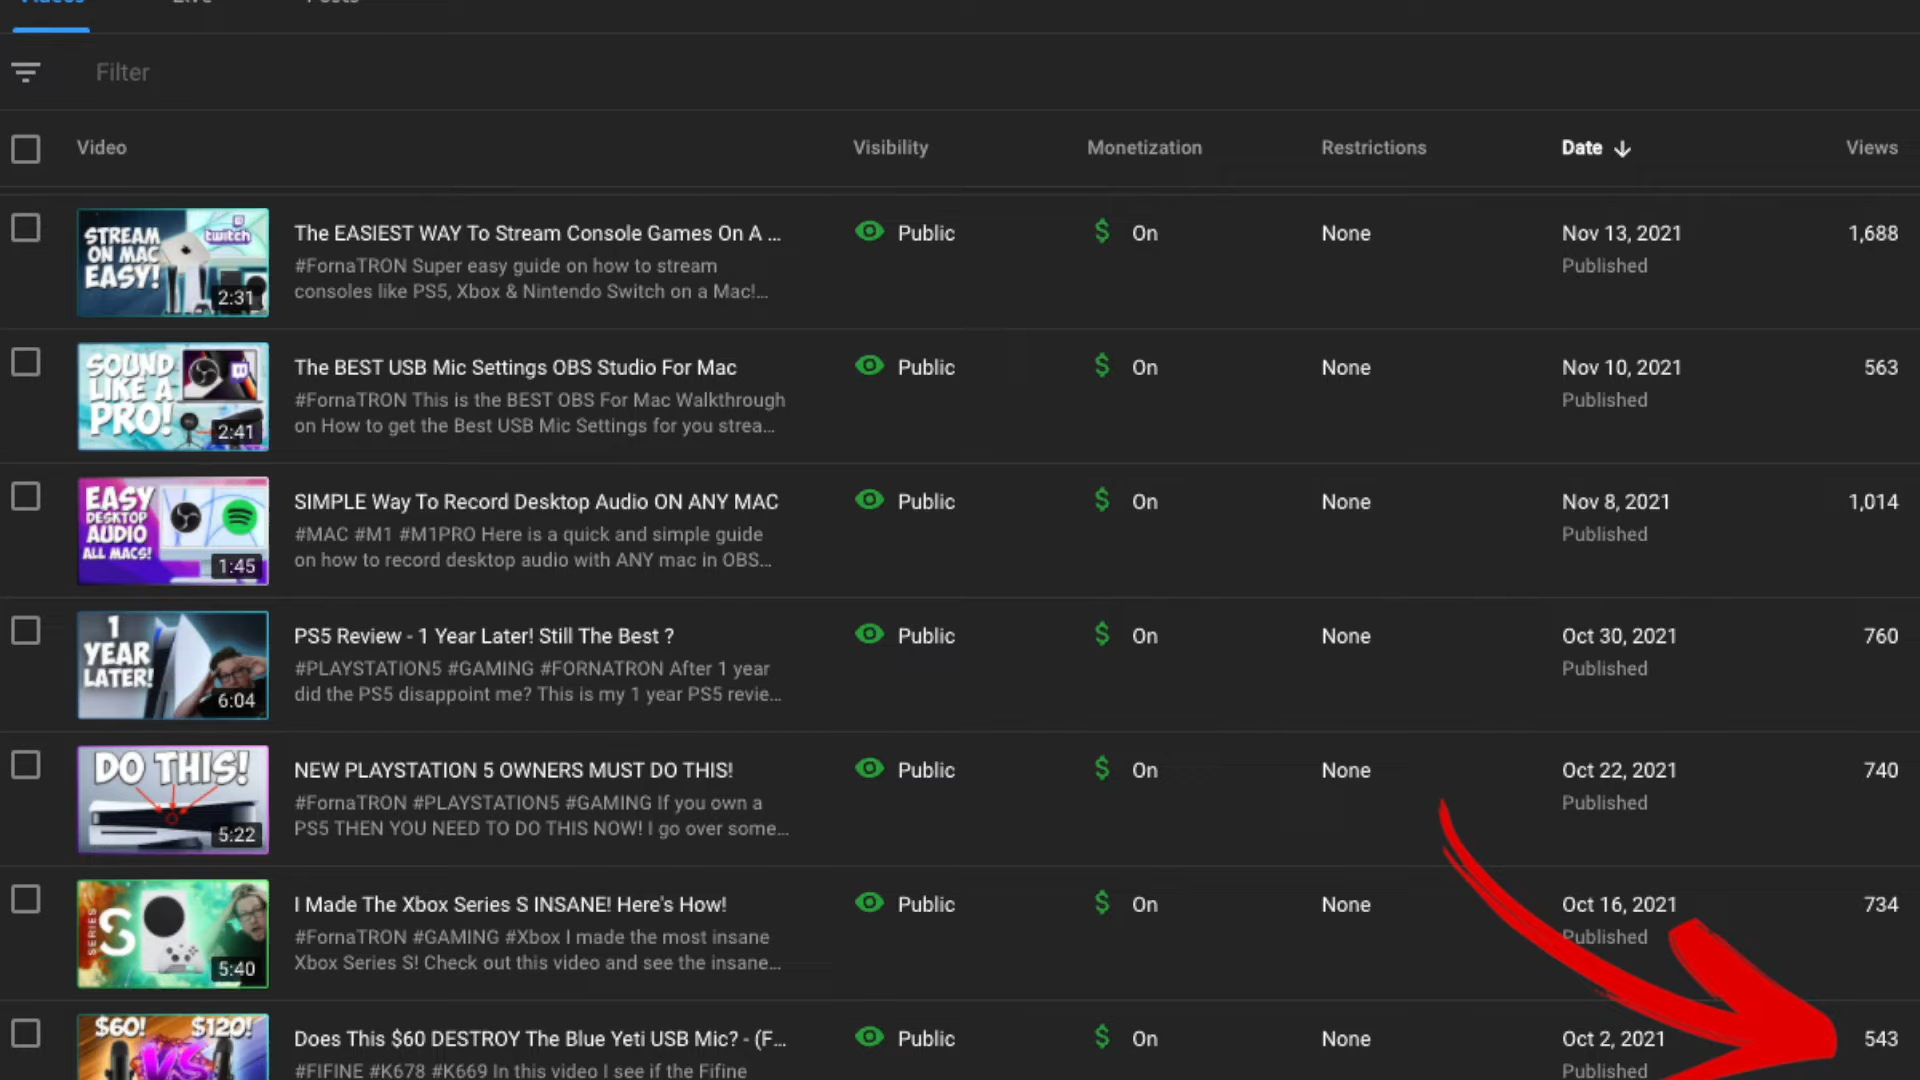 Videos Live Posts
Filter
Video Visibility Monetization Restrictions Date Views
STREAM
ON MAC
EASY!
twitch
2:31
The EASIEST WAY To Stream Console Games On A ...
#FornaTRON Super easy guide on how to stream
consoles like PS5, Xbox & Nintendo Switch on a Mac!...
Public On None Nov 13, 2021 1,688
Published
SOUND
LIKE A
PRO!
2:41
The BEST USB Mic Settings OBS Studio For Mac
#FornaTRON This is the BEST OBS For Mac Walkthrough
on How to get the Best USB Mic Settings for you strea...
Public On None Nov 10, 2021 563
Published
EASY
DESKTOP
AUDIO
ALL MACS!
1:45
SIMPLE Way To Record Desktop Audio ON ANY MAC
#MAC #M1 #M1PRO Here is a quick and simple guide
on how to record desktop audio with ANY mac in OBS...
Public On None Nov 8, 2021 1,014
Published
1
YEAR
LATER!
6:04
PS5 Review - 1 Year Later! Still The Best ?
#PLAYSTATION5 #GAMING #FORNATRON After 1 year
did the PS5 disappoint me? This is my 1 year PS5 revie...
Public On None Oct 30, 2021 760
Published
DO THIS!
5:22
NEW PLAYSTATION 5 OWNERS MUST DO THIS!
#FornaTRON #PLAYSTATION5 #GAMING If you own a
PS5 THEN YOU NEED TO DO THIS NOW! I go over some...
Public On None Oct 22, 2021 740
Published
SERIES
S
5:40
I Made The Xbox Series S INSANE! Here's How!
#FornaTRON #GAMING #Xbox I made the most insane
Xbox Series S! Check out this video and see the insane...
Public On None Oct 16, 2021 734
Published
$60! $120!
VS
Does This $60 DESTROY The Blue Yeti USB Mic? - (F...
#FIFINE #K678 #K669 In this video I see if the Fifine
Public On None Oct 2, 2021 543
Published